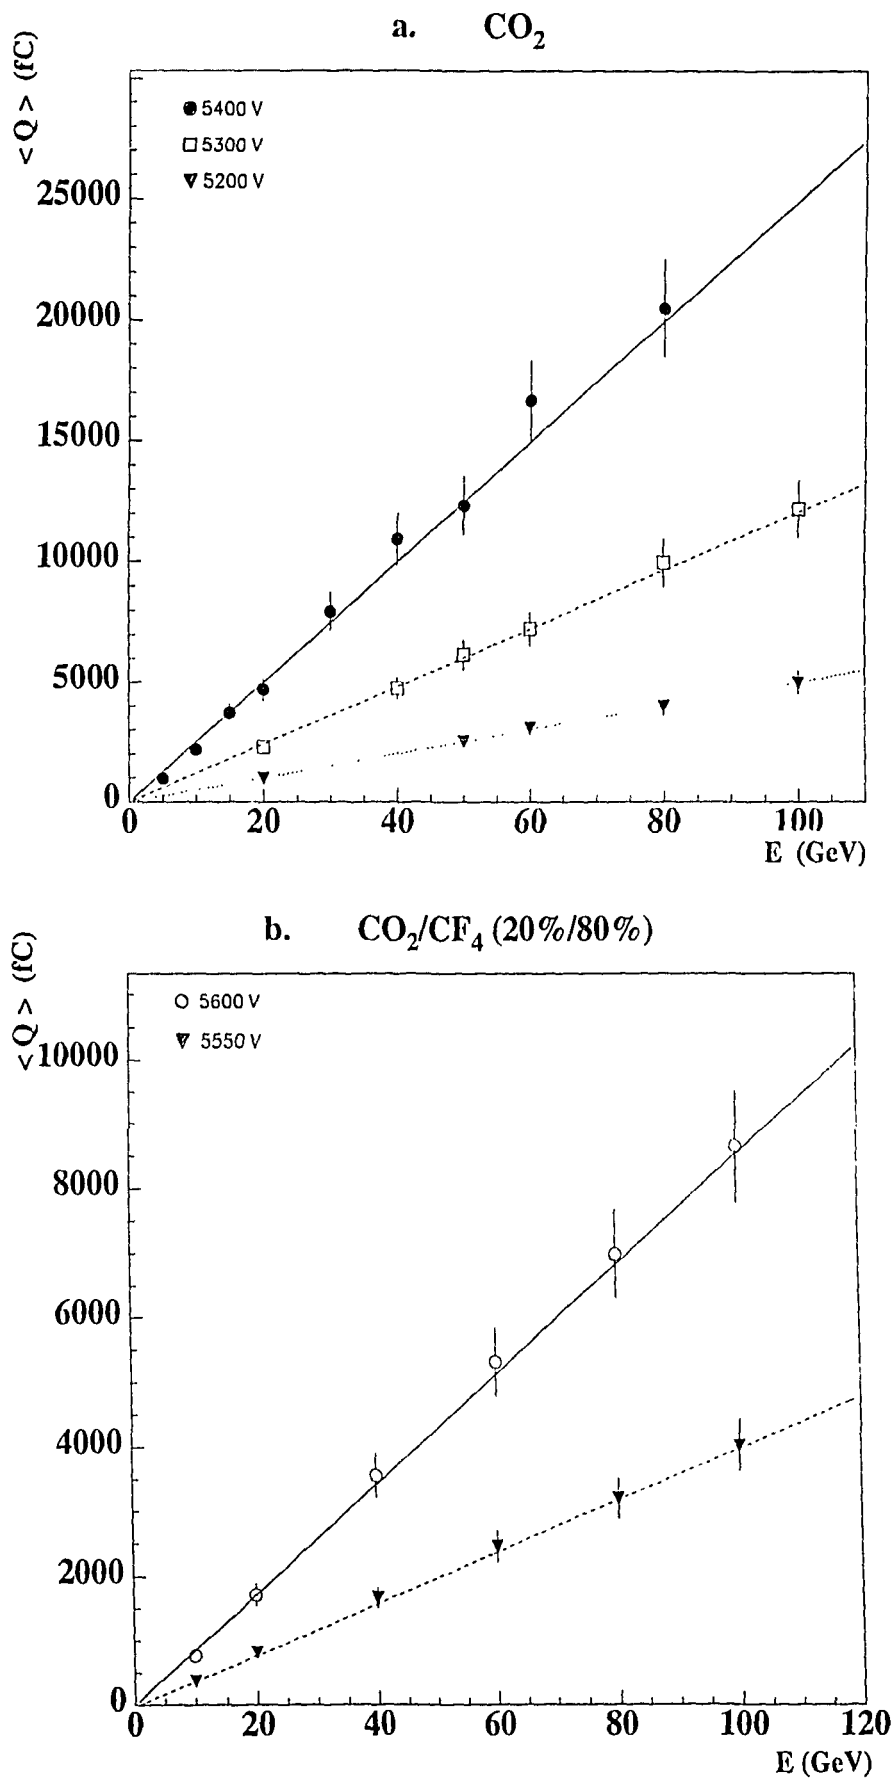 a. CO2
< Q > (fC)
5400 V
5300 V
5200 V
25000
20000
15000
10000
5000
0
0 20 40 60 80 100
E (GeV)
b. CO2/CF4 (20%/80%)
< Q > (fC)
5600 V
5550 V
10000
8000
6000
4000
2000
0
0 20 40 60 80 100 120
E (GeV)